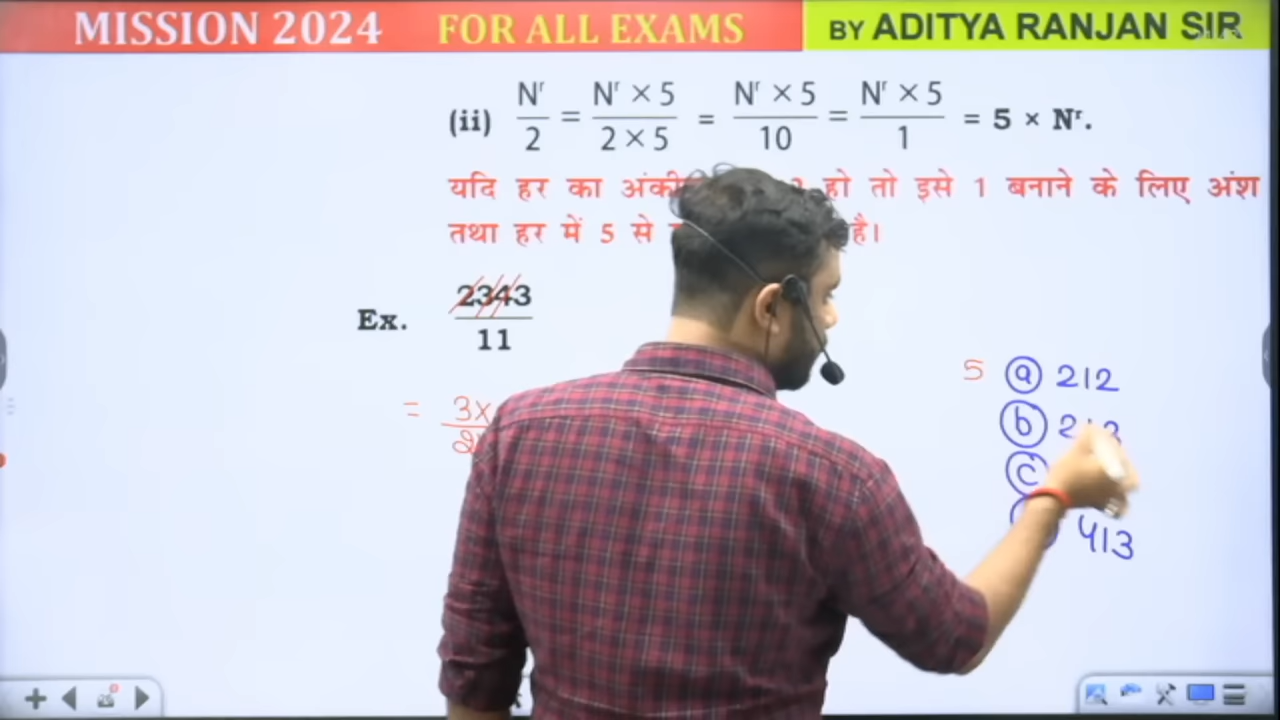 MISSION 2024 FOR ALL EXAMS BY ADITYA RANJAN SIR
(ii) Nʳ/2 = Nʳ × 5/2 × 5 = Nʳ × 5/10 = Nʳ × 5/1 = 5 × Nʳ.
यदि हर का हो तो इसे 1 बनाने के लिए अंश
तथा हर में 5 से है।
Ex. 2343/11
= 3x
5 a 212
b
c
413